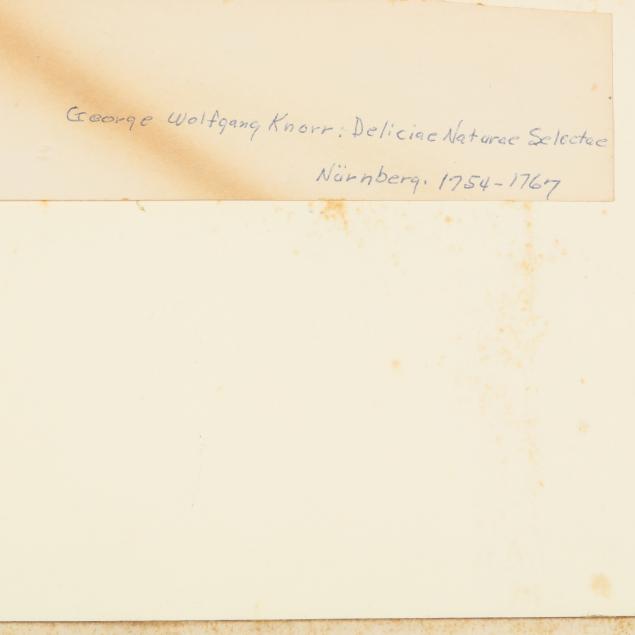 George Wolfgang Knorr: Deliciae Naturae Selectae
Nürnberg. 1754-1767